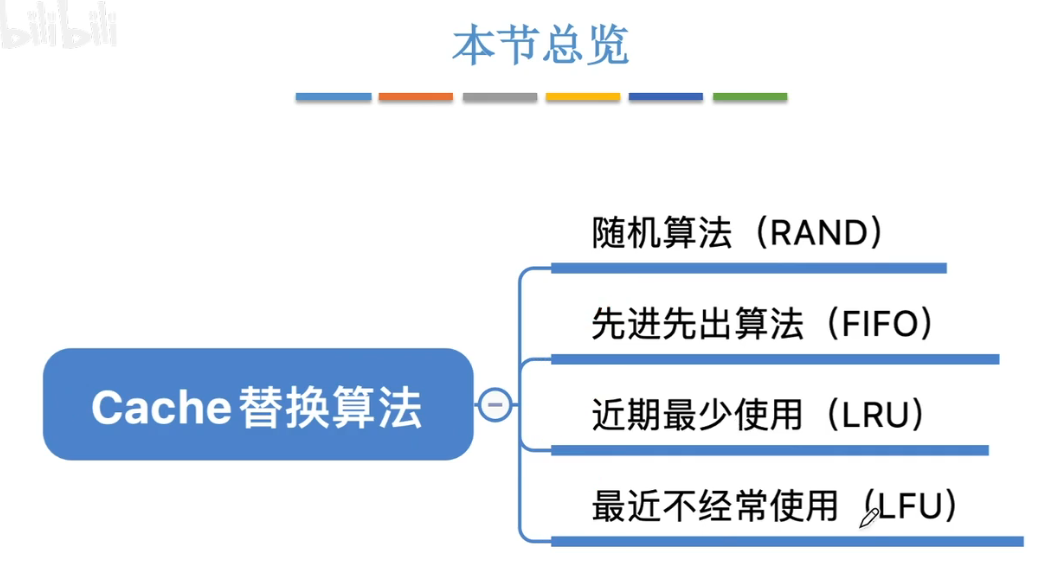 bilibili
本节总览
随机算法（RAND）
先进先出算法（FIFO）
Cache替换算法
近期最少使用（LRU）
最近不经常使用（LFU）